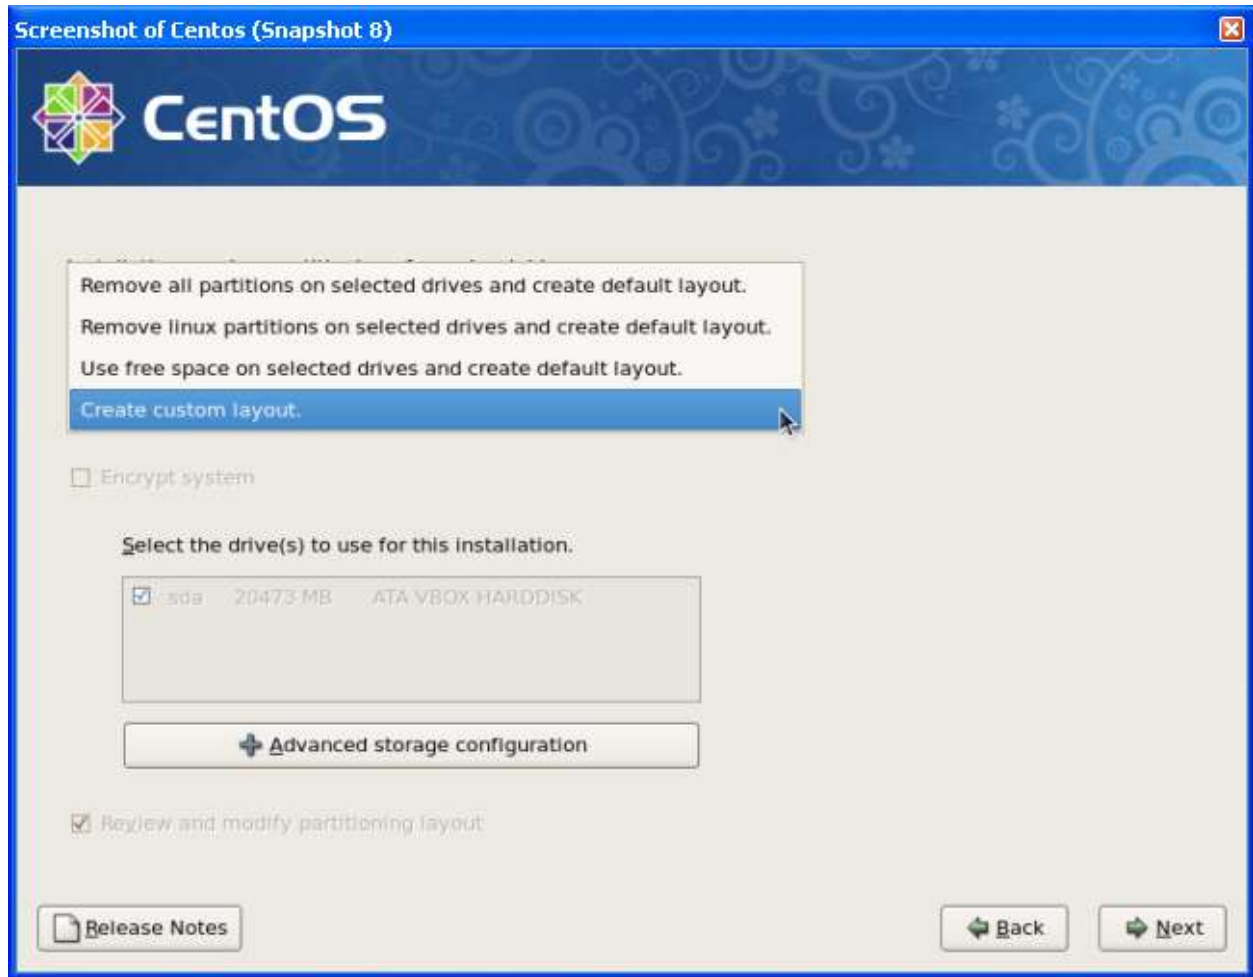 Screenshot of Centos (Snapshot 8)
CentOS
Remove all partitions on selected drives and create default layout.
Remove linux partitions on selected drives and create default layout.
Use free space on selected drives and create default layout.
Create custom layout.
Encrypt system
Select the drive(s) to use for this installation.
sda 20473 MB ATA VBOX HARDDISK
Advanced storage configuration
Review and modify partitioning layout
Release Notes
Back
Next